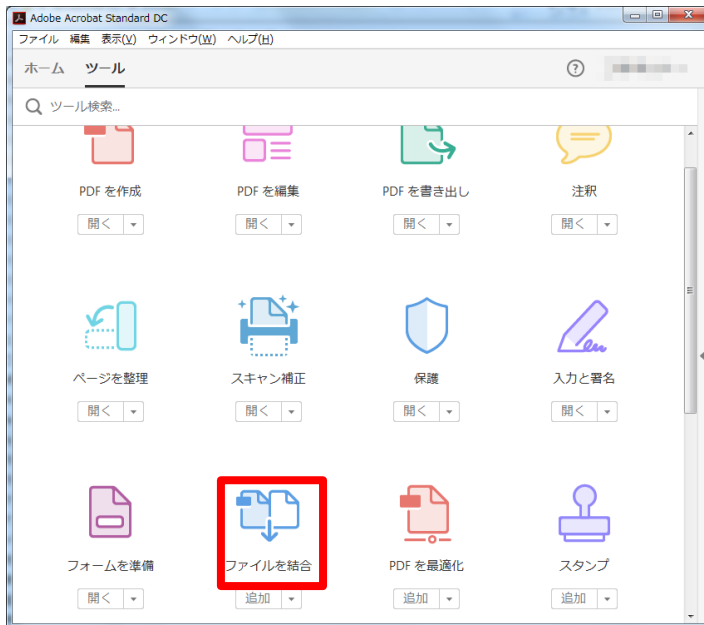 Adobe Acrobat Standard DC
ファイル 編集 表示(V) ウィンドウ(W) ヘルプ(H)
ホーム ツール
ツール検索...
PDF を作成 PDF を編集 PDF を書き出し 注釈
開く 開く 開く 開く
ページを整理 スキャン補正 保護 入力と署名
開く 開く 開く 開く
フォームを準備 ファイルを結合 PDF を最適化 スタンプ
開く 追加 追加 追加